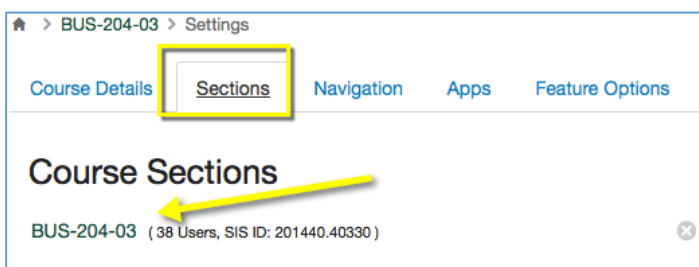 > BUS-204-03 > Settings
Course Details Sections Navigation Apps Feature Options
Course Sections
BUS-204-03 ( 38 Users, SIS ID: 201440.40330 )